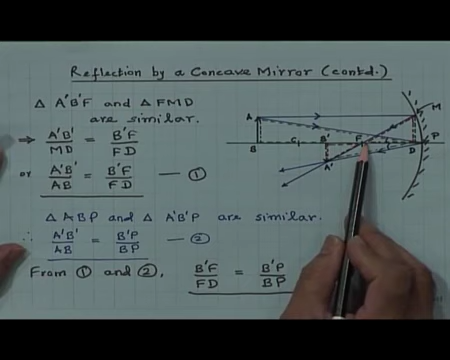 Reflection by a Concave Mirror (contd.)
△ A'B'F and △ FMD
are similar.
⇒ A'B'/MD = B'F/FD
or A'B'/AB = B'F/FD — ①
△ ABP and △ A'B'P are similar.
∴ A'B'/AB = B'P/BP — ②
From ① and ②, B'F/FD = B'P/BP
A M
B C B' F D P
A'